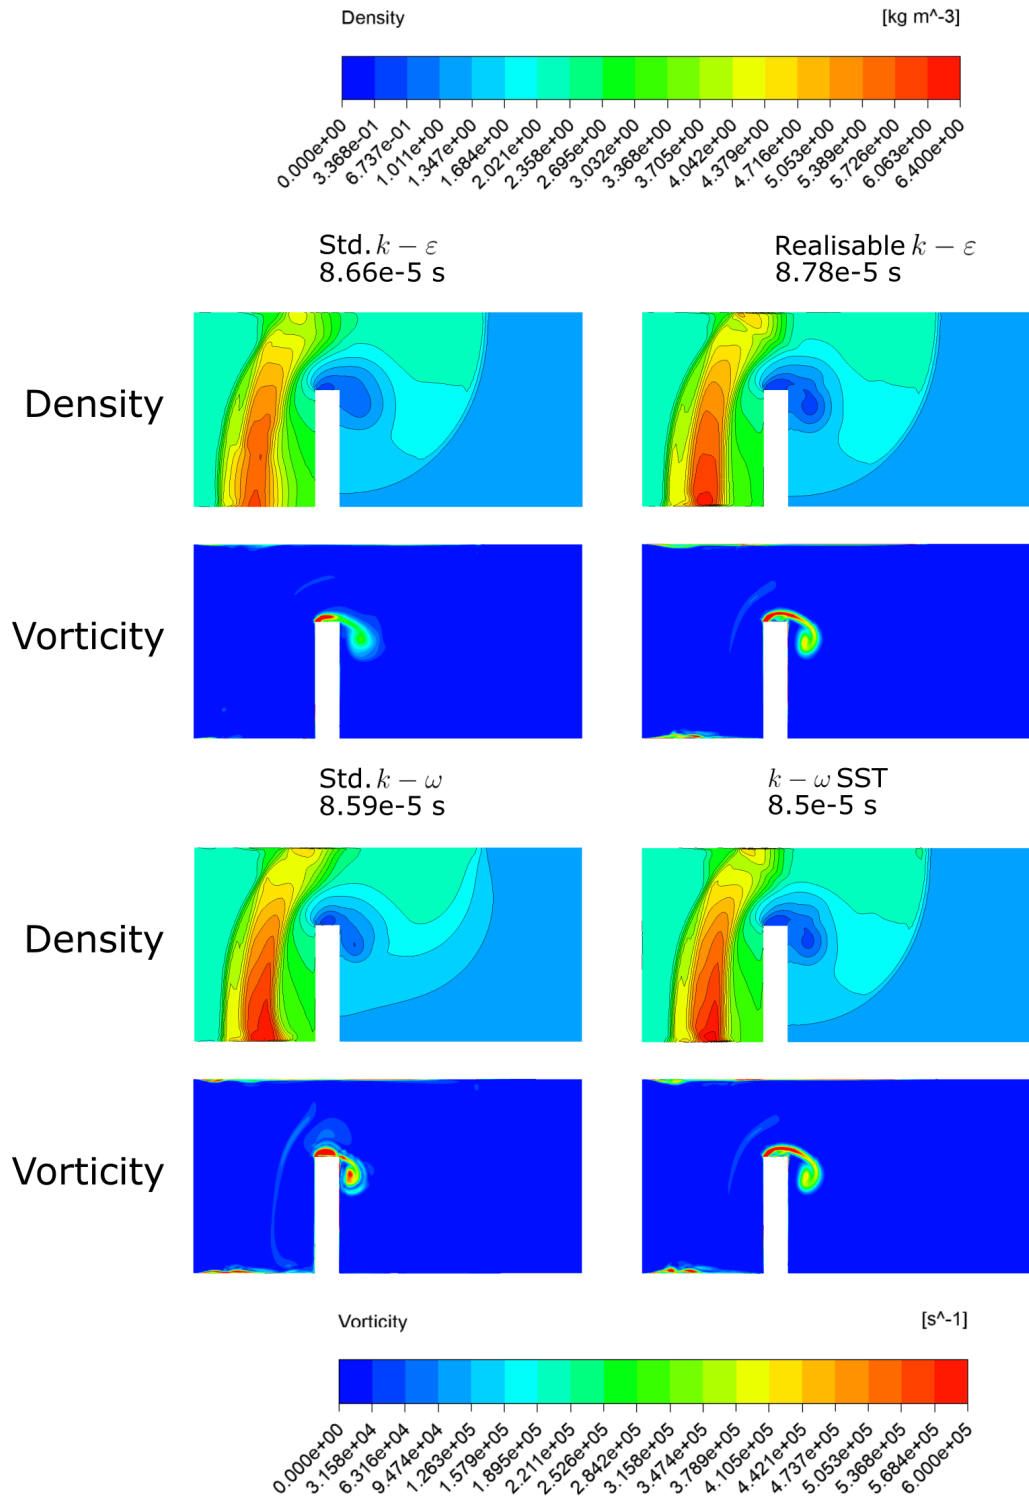 Density [kg m^-3]
0.000e+00 3.368e-01 6.737e-01 1.011e+00 1.347e+00 1.684e+00 2.021e+00 2.358e+00 2.695e+00 3.032e+00 3.368e+00 3.705e+00 4.042e+00 4.379e+00 4.716e+00 5.053e+00 5.389e+00 5.726e+00 6.063e+00 6.400e+00
Std. k − ε
8.66e-5 s
Realisable k − ε
8.78e-5 s
Density
Vorticity
Std. k − ω
8.59e-5 s
k − ω SST
8.5e-5 s
Density
Vorticity
Vorticity [s^-1]
0.000e+00 3.158e+04 6.316e+04 9.474e+04 1.263e+05 1.579e+05 1.895e+05 2.211e+05 2.526e+05 2.842e+05 3.158e+05 3.474e+05 3.789e+05 4.105e+05 4.421e+05 4.737e+05 5.053e+05 5.368e+05 5.684e+05 6.000e+05